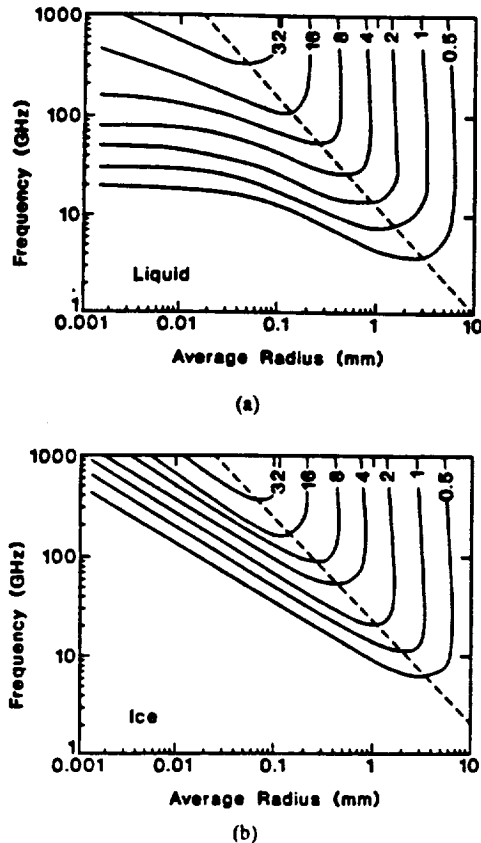 1000
32 16 8 4 2 1 0.5
100
Frequency (GHz)
10
Liquid
1
0.001 0.01 0.1 1 10
Average Radius (mm)
(a)
1000
32 16 8 4 2 1 0.5
100
Frequency (GHz)
10
Ice
1
0.001 0.01 0.1 1 10
Average Radius (mm)
(b)